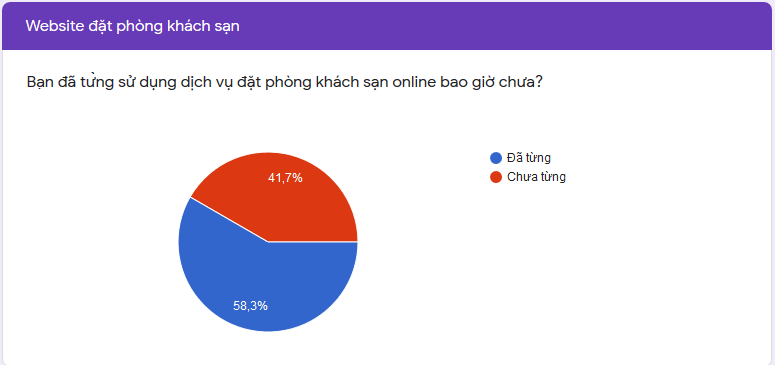 Website đặt phòng khách sạn
Bạn đã từng sử dụng dịch vụ đặt phòng khách sạn online bao giờ chưa?
41,7%
58,3%
Đã từng
Chưa từng